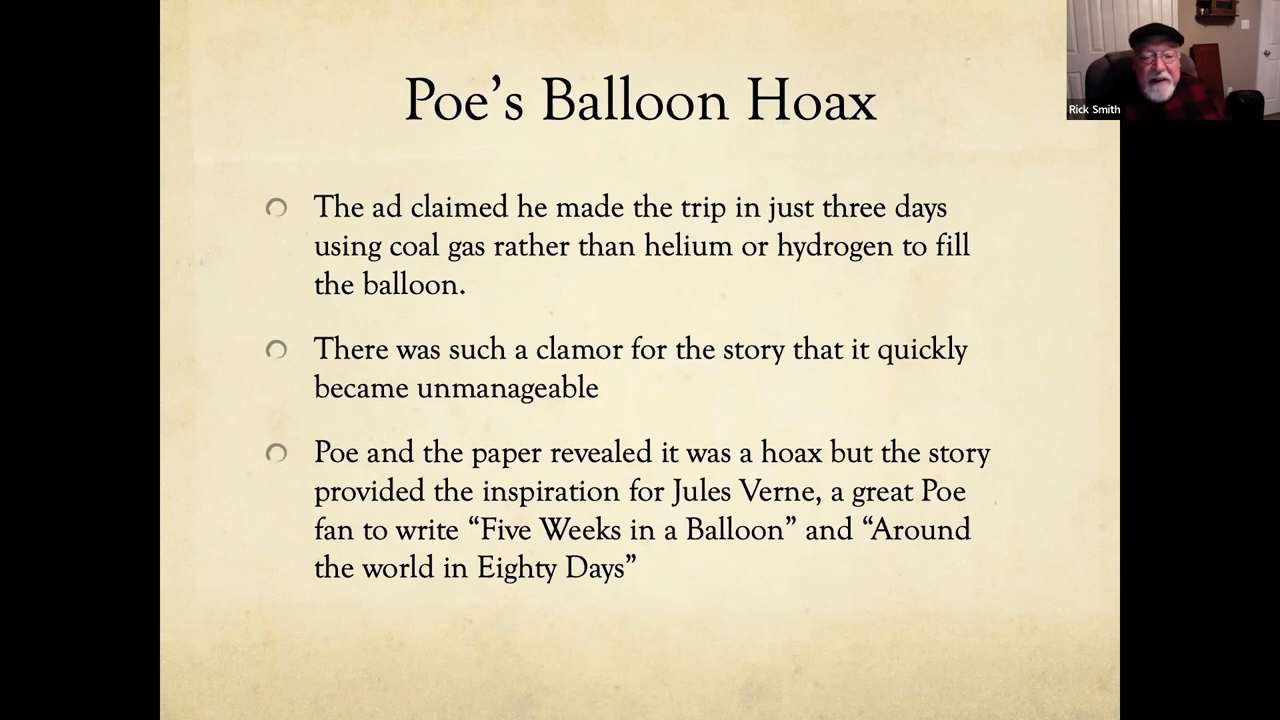 Poe’s Balloon Hoax
Rick Smith
The ad claimed he made the trip in just three days
using coal gas rather than helium or hydrogen to fill
the balloon.
There was such a clamor for the story that it quickly
became unmanageable
Poe and the paper revealed it was a hoax but the story
provided the inspiration for Jules Verne, a great Poe
fan to write “Five Weeks in a Balloon” and “Around
the world in Eighty Days”